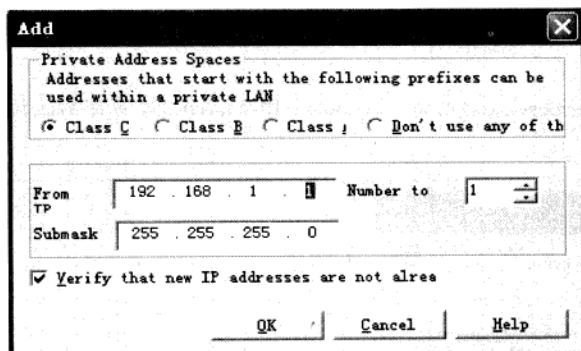 Add
Private Address Spaces
Addresses that start with the following prefixes can be
used within a private LAN
Class C Class B Class A Don't use any of th
From 192 . 168 . 1 . 1 Number to 1
IP
Submask 255 . 255 . 255 . 0
Verify that new IP addresses are not alrea
OK Cancel Help